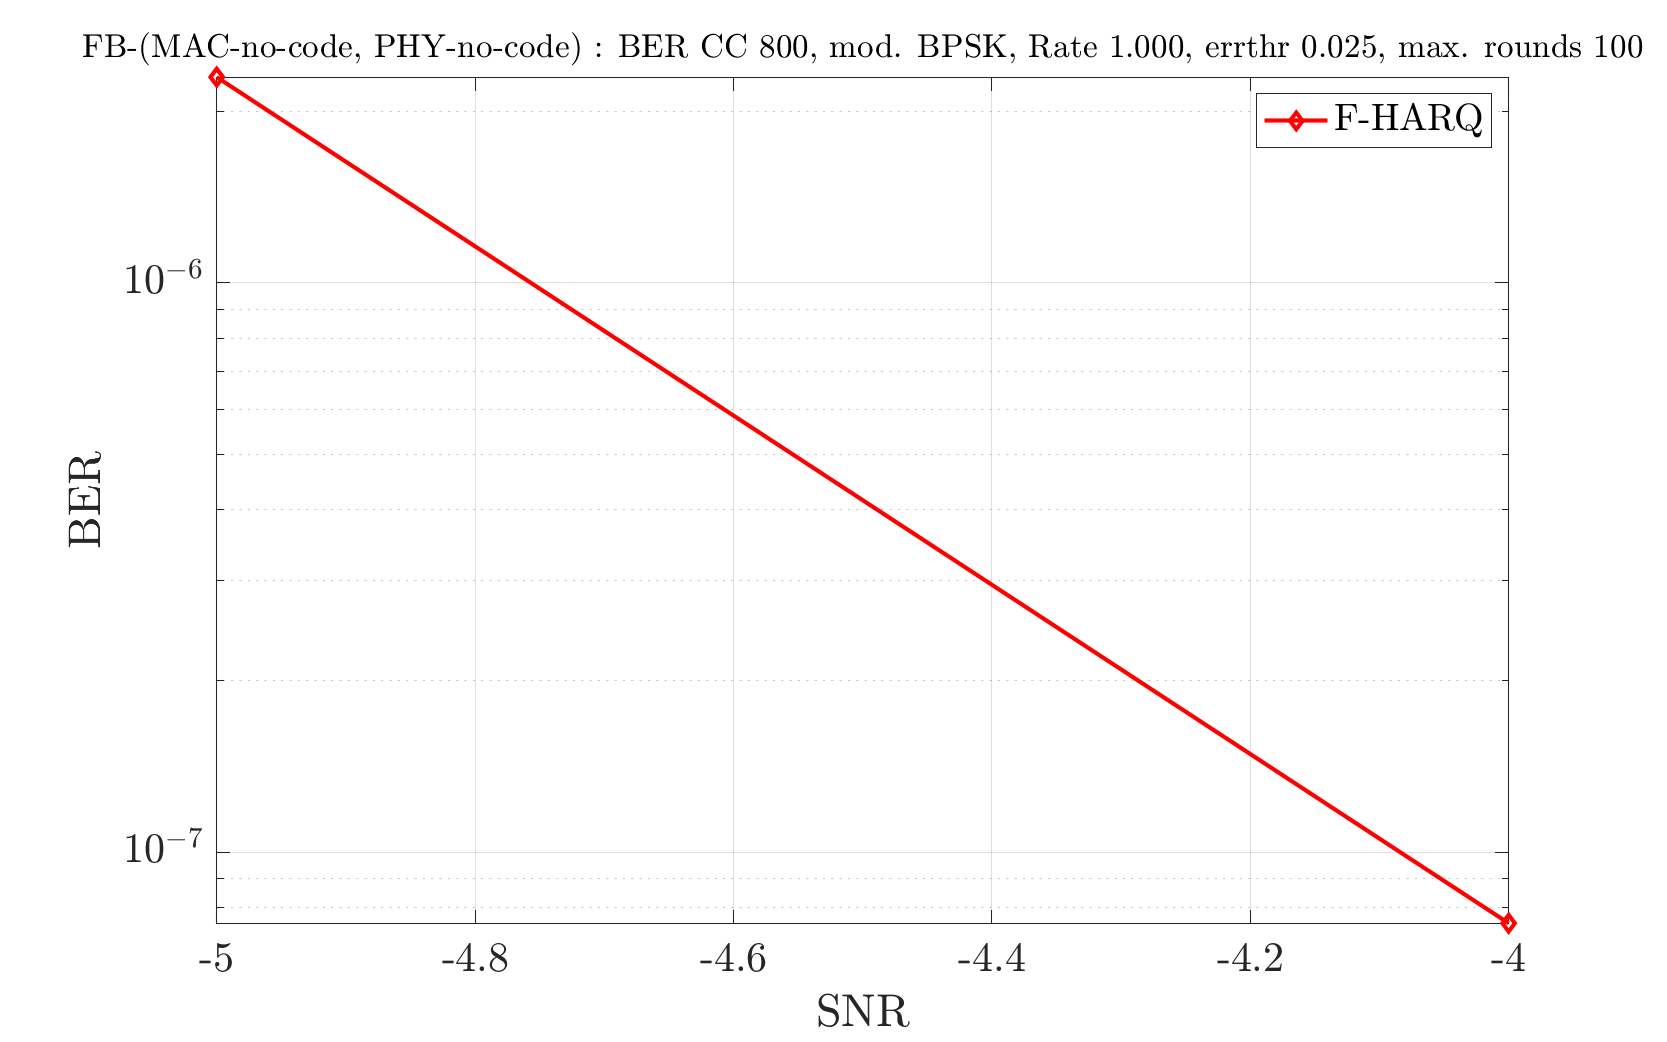 FB-(MAC-no-code, PHY-no-code) : BER CC 800, mod. BPSK, Rate 1.000, errthr 0.025, max. rounds 100
F-HARQ
10⁻⁶
BER
10⁻⁷
-5 -4.8 -4.6 -4.4 -4.2 -4
SNR